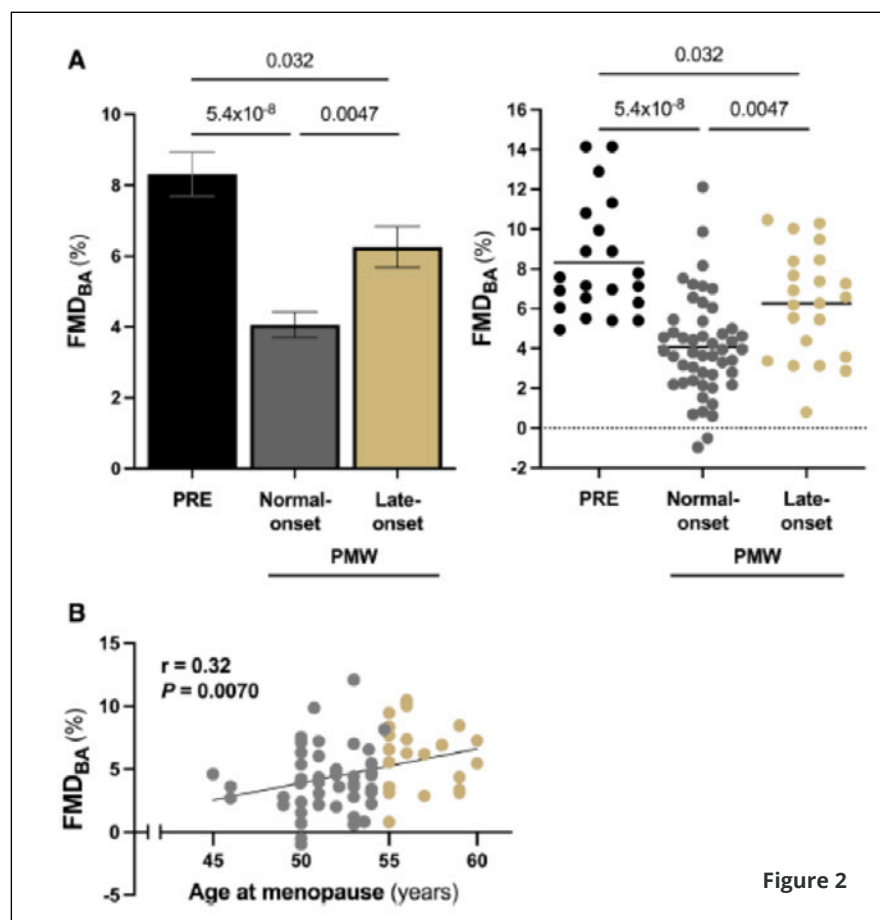 A
0.032
5.4x10⁻⁸ 0.0047
10
8
6
4
2
0
FMD_BA (%)
PRE Normal-onset Late-onset
PMW
0.032
5.4x10⁻⁸ 0.0047
16
14
12
10
8
6
4
2
0
-2
FMD_BA (%)
PRE Normal-onset Late-onset
PMW
B
r = 0.32
P = 0.0070
15
10
5
0
-5
FMD_BA (%)
45 50 55 60
Age at menopause (years)
Figure 2